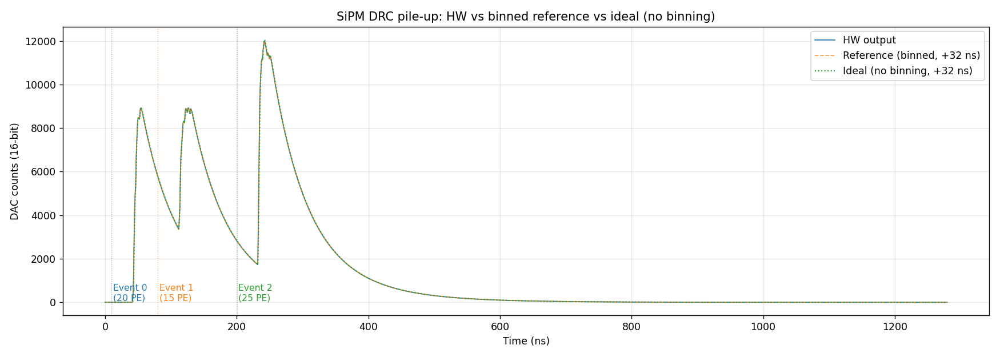 SiPM DRC pile-up: HW vs binned reference vs ideal (no binning)
HW output
Reference (binned, +32 ns)
Ideal (no binning, +32 ns)
DAC counts (16-bit)
12000
10000
8000
6000
4000
2000
0
Event 0
(20 PE)
Event 1
(15 PE)
Event 2
(25 PE)
0
200
400
600
800
1000
1200
Time (ns)